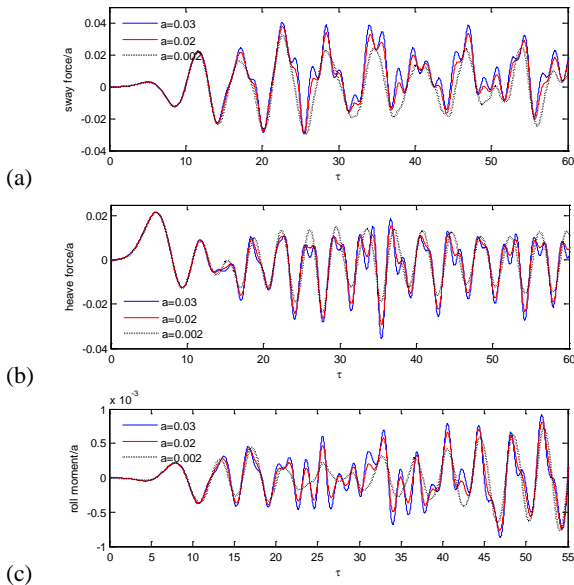 0.04
0.02
0
-0.02
-0.04
sway force/a
a=0.03
a=0.02
a=0.002
0 10 20 30 40 50 60
τ
(a)
0.02
0
-0.02
-0.04
heave force/a
a=0.03
a=0.02
a=0.002
0 10 20 30 40 50 60
τ
(b)
x 10⁻³
1
0.5
0
-0.5
-1
roll moment/a
a=0.03
a=0.02
a=0.002
0 5 10 15 20 25 30 35 40 45 50 55
τ
(c)